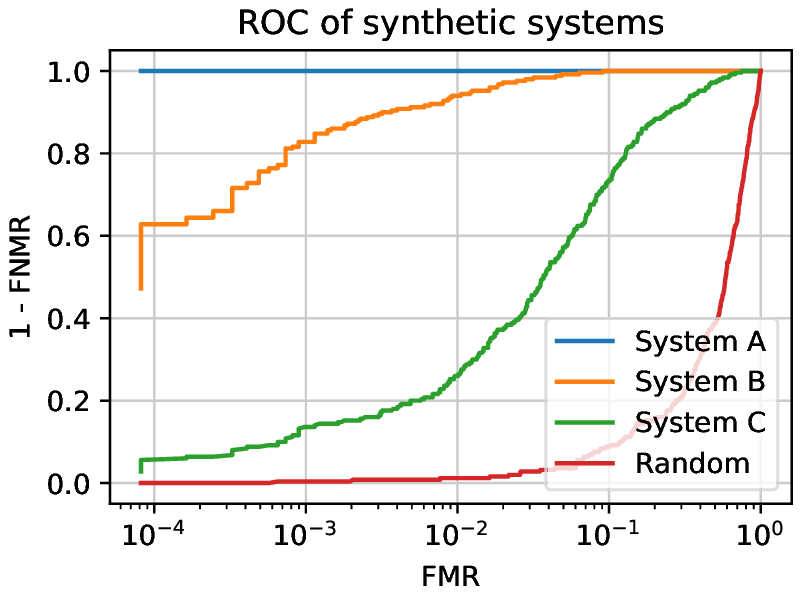 ROC of synthetic systems
1.0
0.8
0.6
0.4
0.2
0.0
1 - FNMR
System A
System B
System C
Random
10⁻⁴
10⁻³
10⁻²
10⁻¹
10⁰
FMR